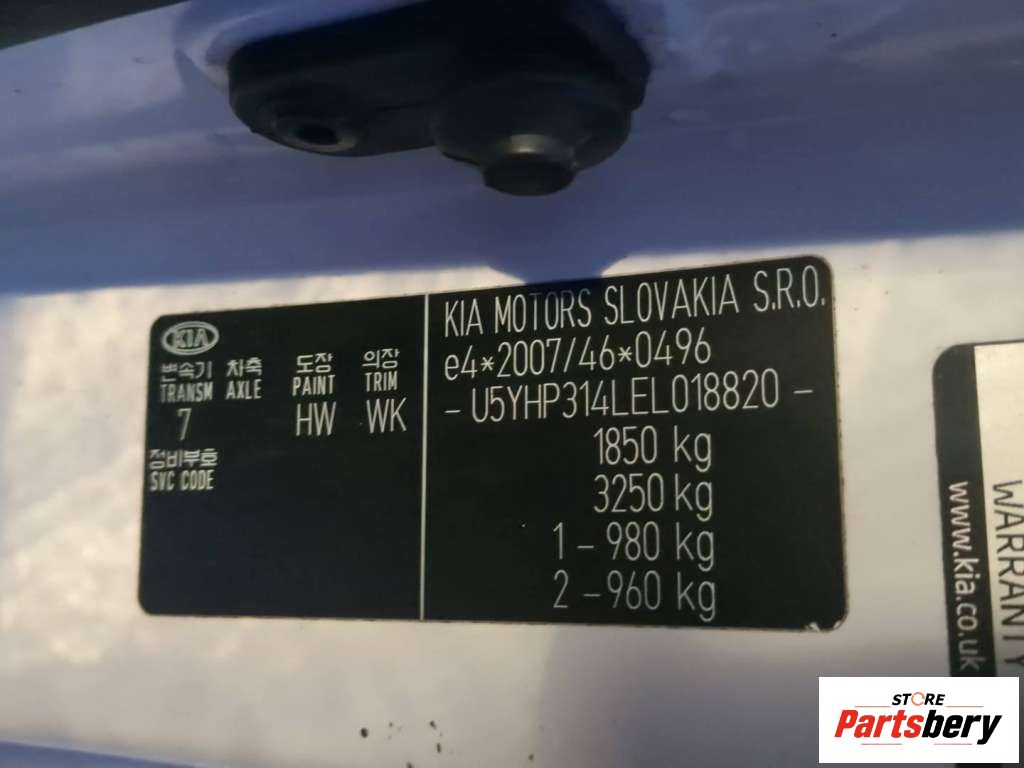 KIA
변속기 차축 도장 의장
TRANSM AXLE PAINT TRIM
7 HW WK
정비부호
SVC CODE
KIA MOTORS SLOVAKIA S.R.O.
e4*2007/46*0496
- U5YHP314LEL018820 -
1850 kg
3250 kg
1 - 980 kg
2 - 960 kg
WARRANTY
www.kia.co.uk
STORE
Partsbery